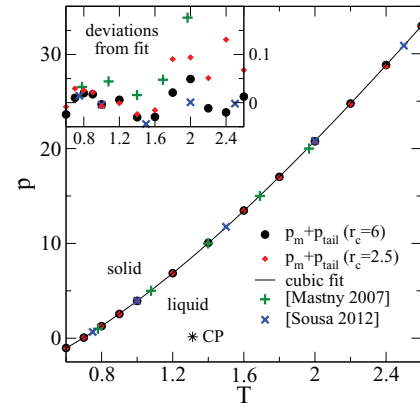 deviations
from fit
0.1
0
0.8
1.2
1.6
2
2.4
30
20
10
0
p
solid
liquid
CP
p_m+p_tail (r_c=6)
p_m+p_tail (r_c=2.5)
cubic fit
[Mastny 2007]
[Sousa 2012]
0.8
1.2
1.6
2.0
2.4
T